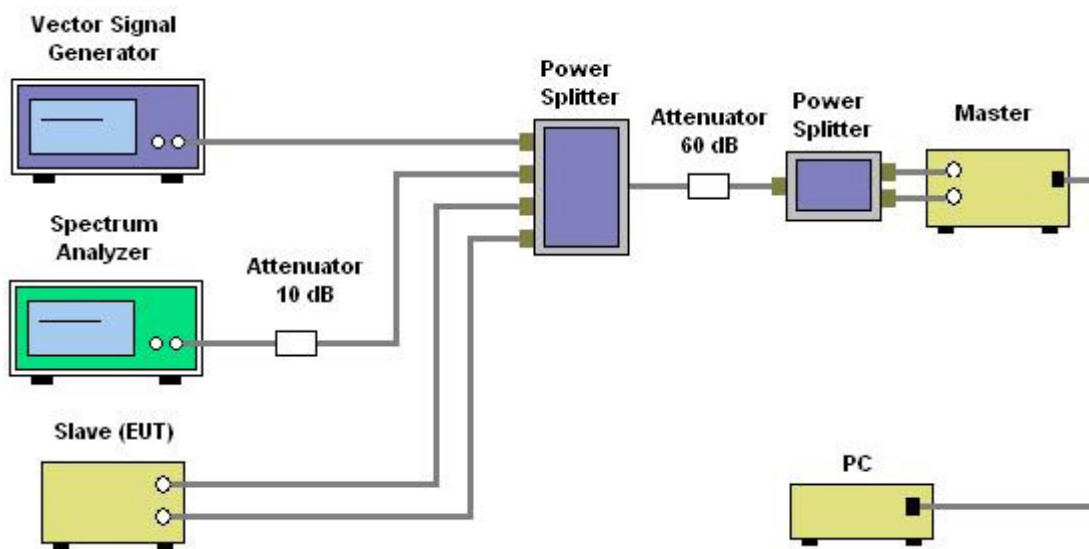 Vector Signal
Generator
Power
Splitter
Attenuator
60 dB
Power
Splitter
Master
Spectrum
Analyzer
Attenuator
10 dB
Slave (EUT)
PC